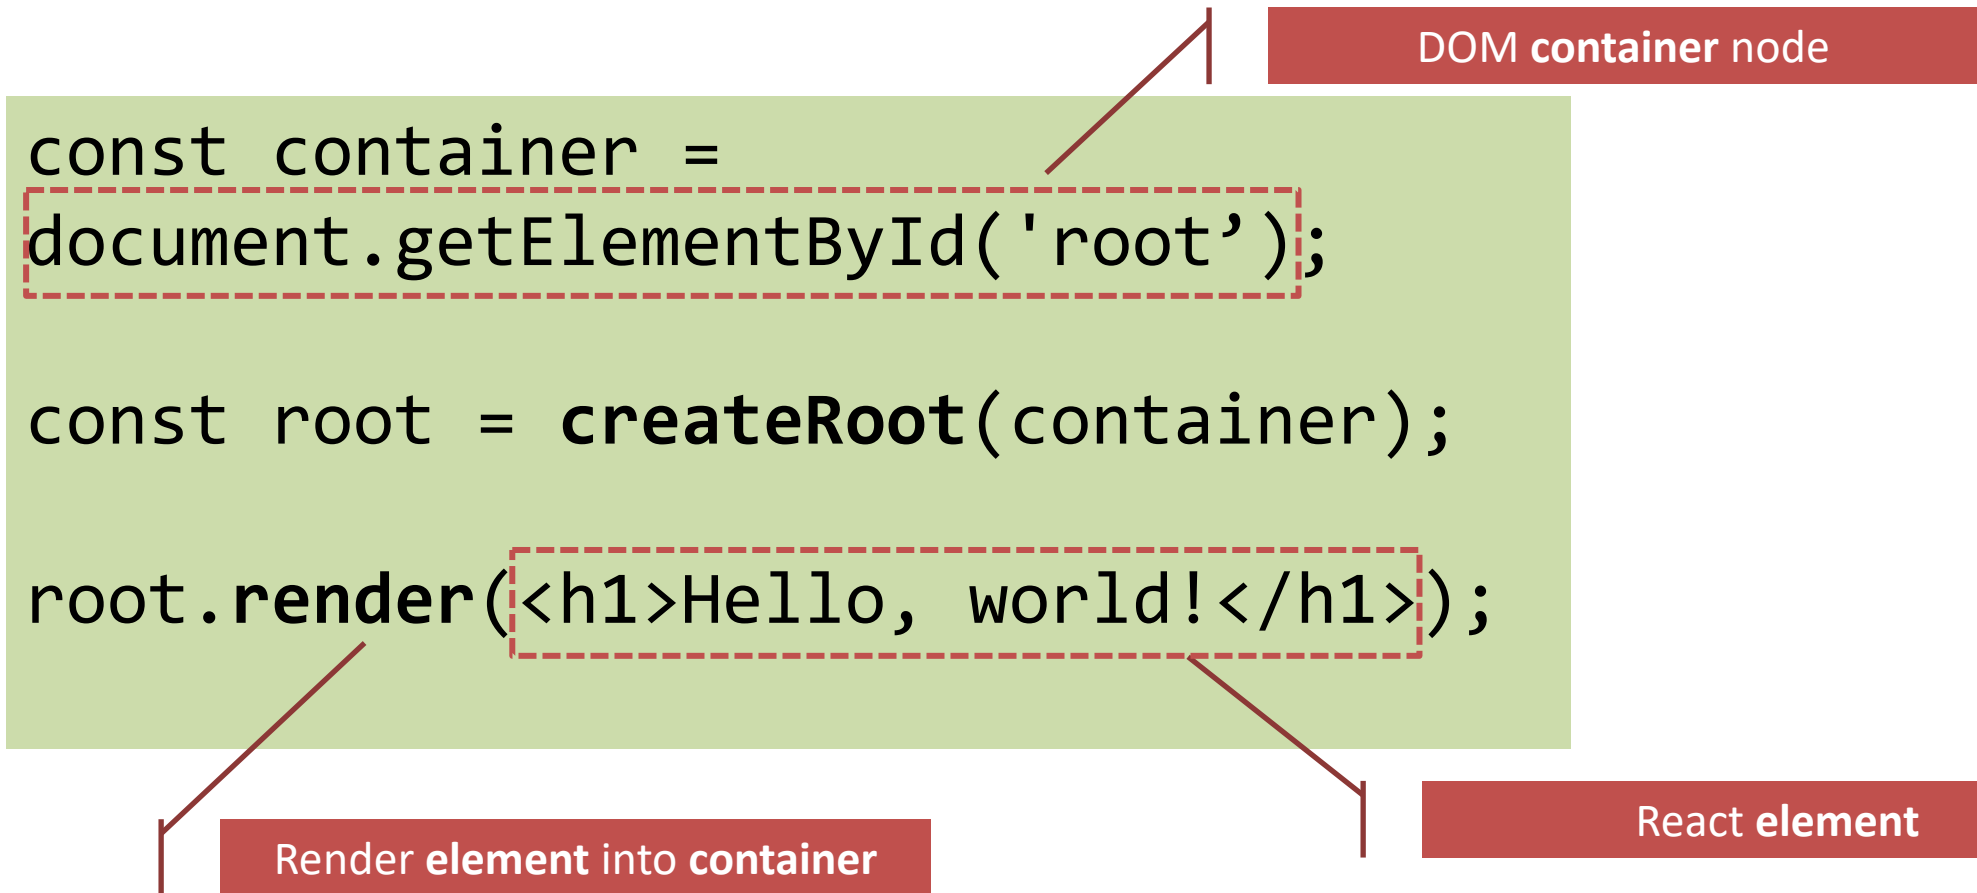 DOM container node
const container =
document.getElementById('root’);
const root = createRoot(container);
root.render(<h1>Hello, world!</h1>);
React element
Render element into container